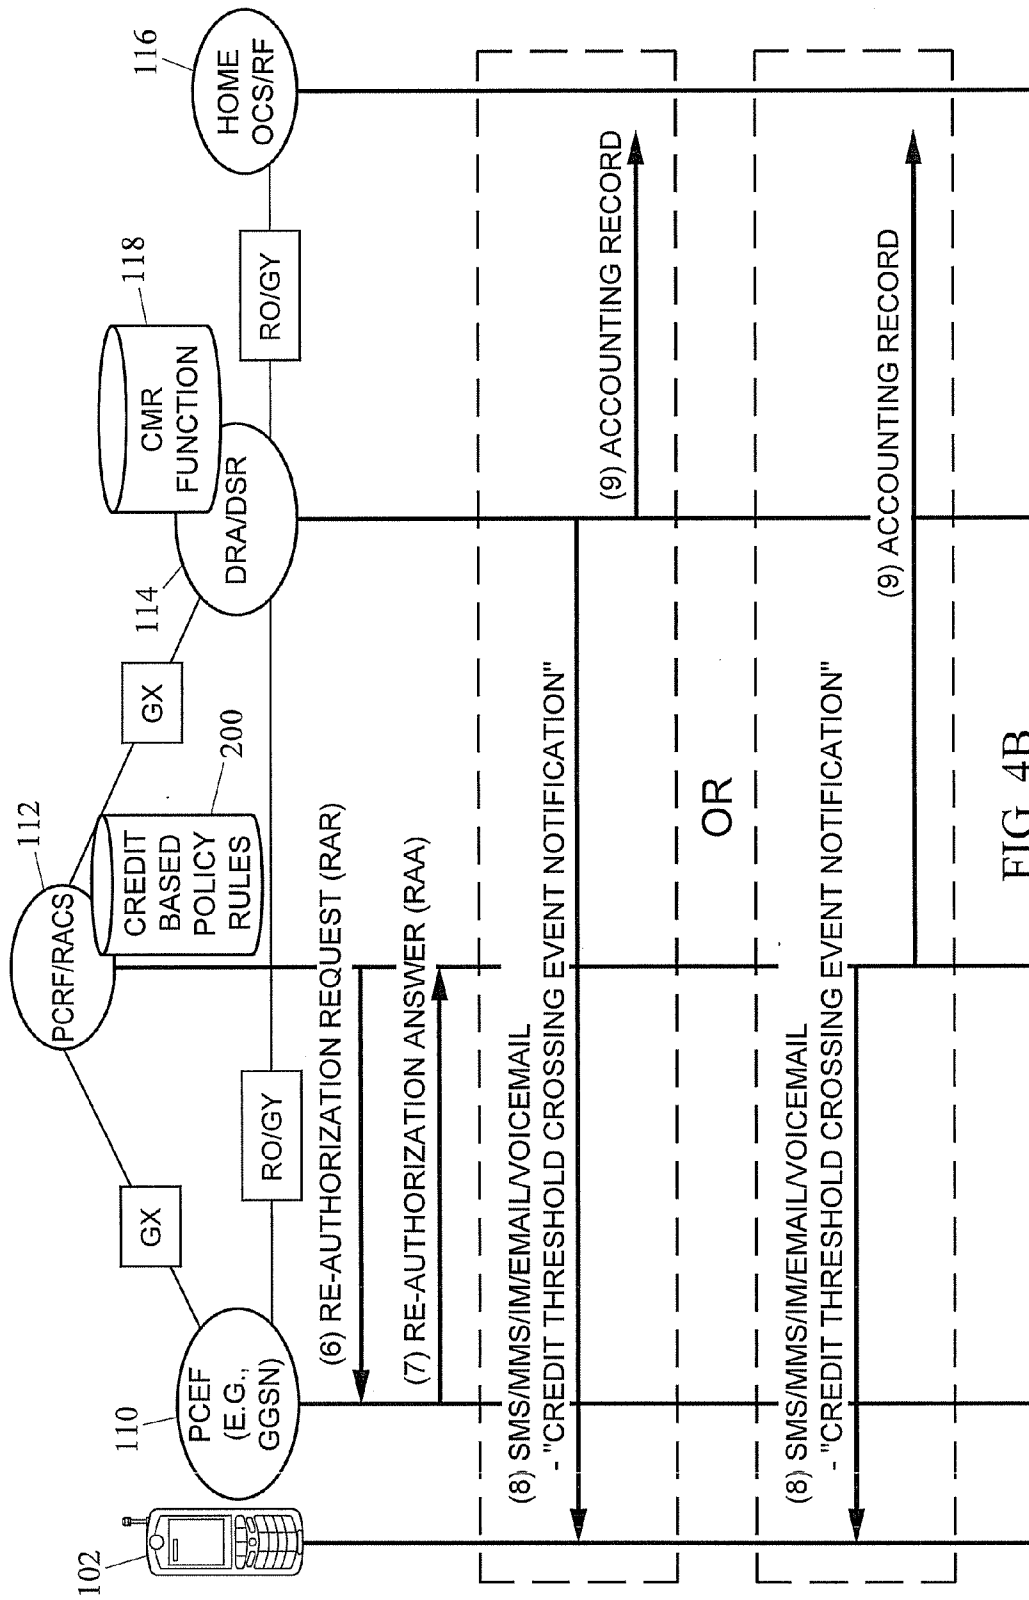 102
110
PCEF
(E.G.,
GGSN)
GX
RO/GY
112
PCRF/RACS
CREDIT
BASED
POLICY
RULES
200
GX
114
DRA/DSR
CMR
FUNCTION
118
RO/GY
116
HOME
OCS/RF
(6) RE-AUTHORIZATION REQUEST (RAR)
(7) RE-AUTHORIZATION ANSWER (RAA)
(8) SMS/MMS/IM/EMAIL/VOICEMAIL
- "CREDIT THRESHOLD CROSSING EVENT NOTIFICATION"
(9) ACCOUNTING RECORD
OR
(8) SMS/MMS/IM/EMAIL/VOICEMAIL
- "CREDIT THRESHOLD CROSSING EVENT NOTIFICATION"
(9) ACCOUNTING RECORD
FIG. 4B